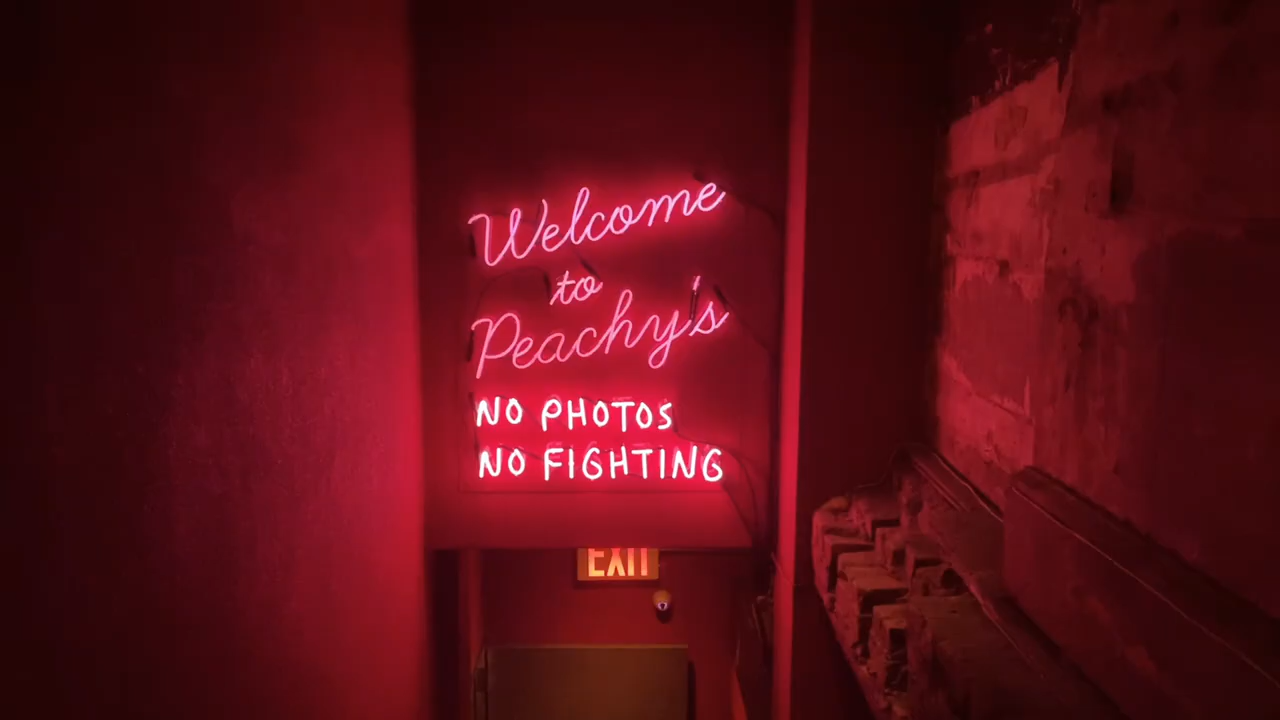 Welcome
to
Peachy's
NO PHOTOS
NO FIGHTING
EXIT